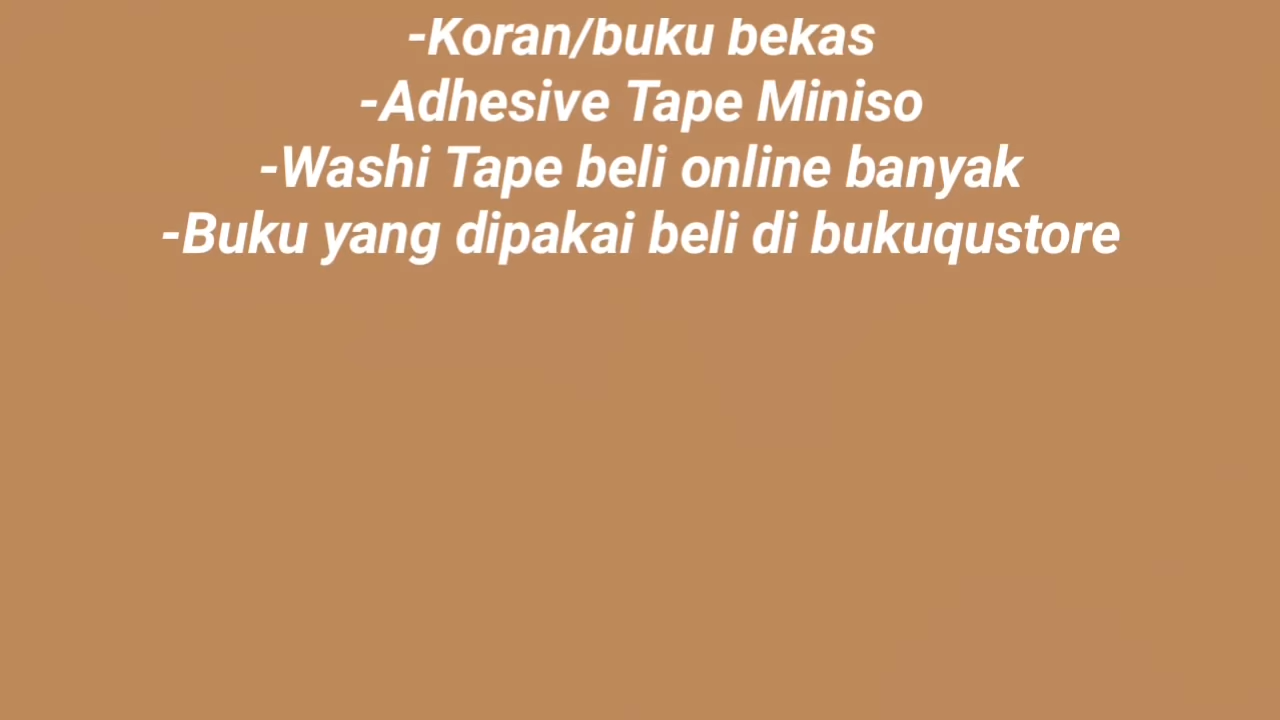 -Koran/buku bekas
-Adhesive Tape Miniso
-Washi Tape beli online banyak
-Buku yang dipakai beli di bukuqustore